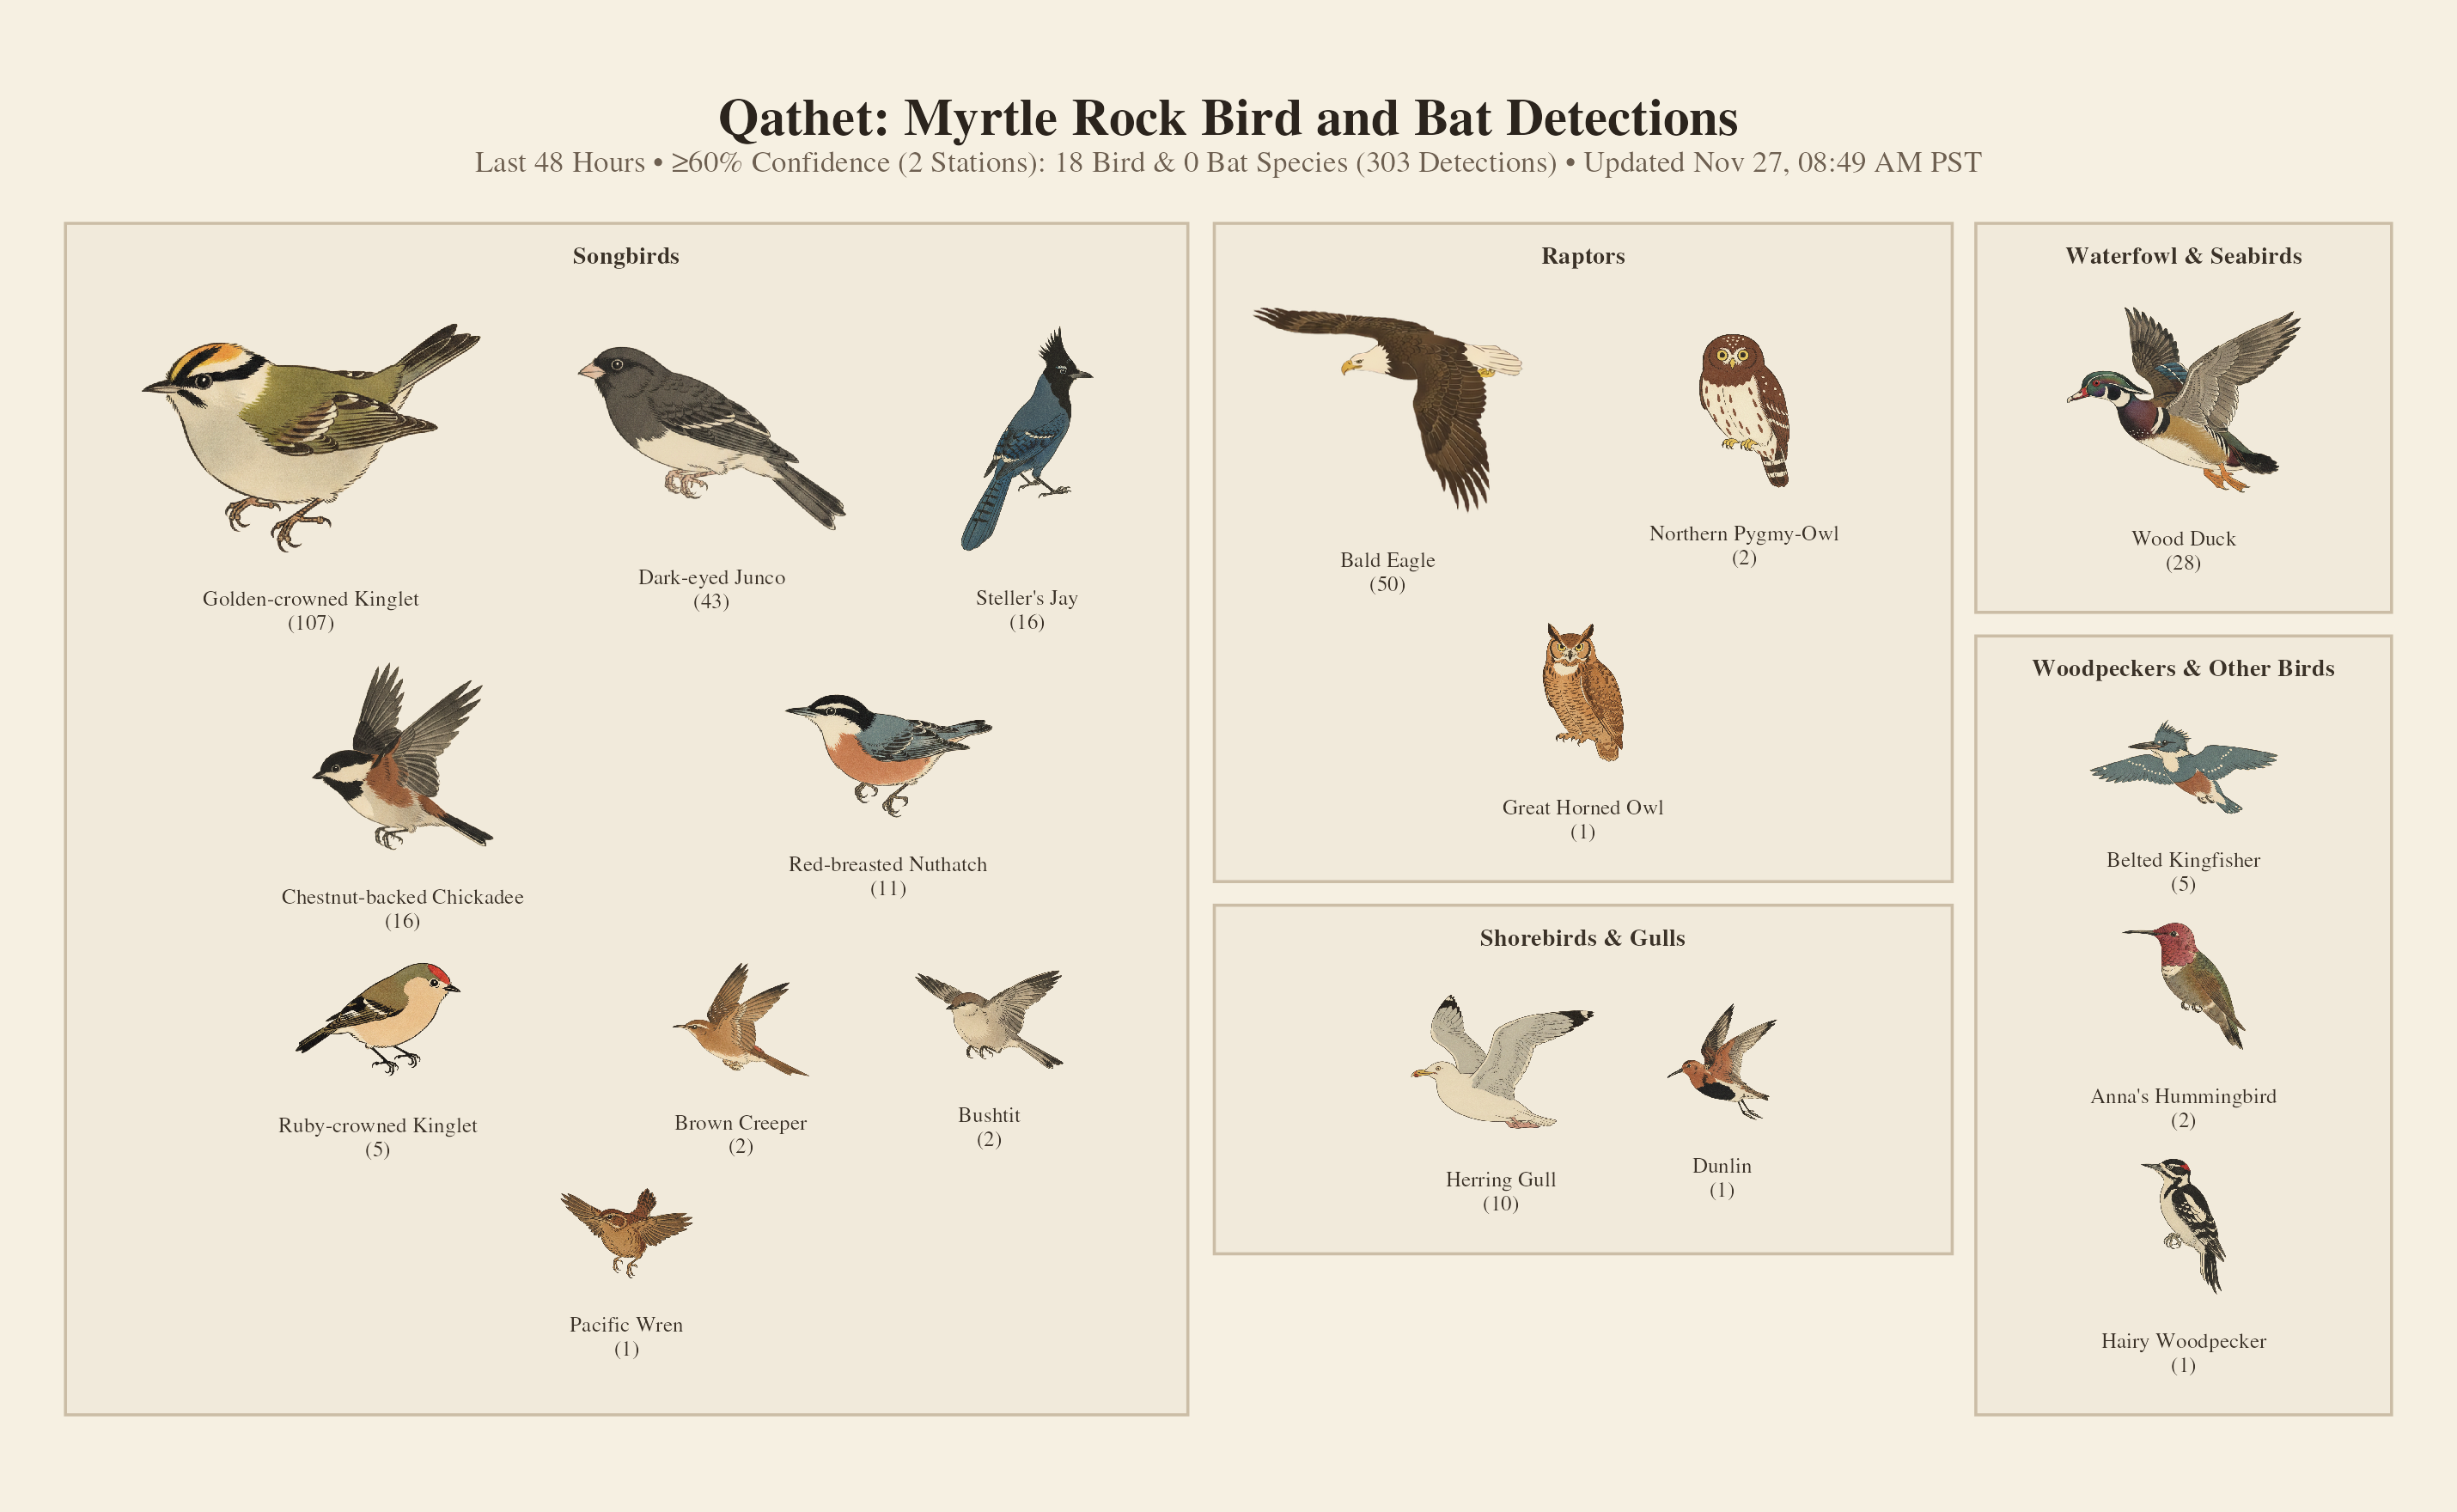 Qathet: Myrtle Rock Bird and Bat Detections
Last 48 Hours • ≥60% Confidence (2 Stations): 18 Bird & 0 Bat Species (303 Detections) • Updated Nov 27, 08:49 AM PST
Songbirds
Golden-crowned Kinglet
(107)
Dark-eyed Junco
(43)
Steller's Jay
(16)
Chestnut-backed Chickadee
(16)
Red-breasted Nuthatch
(11)
Ruby-crowned Kinglet
(5)
Brown Creeper
(2)
Bushtit
(2)
Pacific Wren
(1)
Raptors
Bald Eagle
(50)
Northern Pygmy-Owl
(2)
Great Horned Owl
(1)
Shorebirds & Gulls
Herring Gull
(10)
Dunlin
(1)
Waterfowl & Seabirds
Wood Duck
(28)
Woodpeckers & Other Birds
Belted Kingfisher
(5)
Anna's Hummingbird
(2)
Hairy Woodpecker
(1)